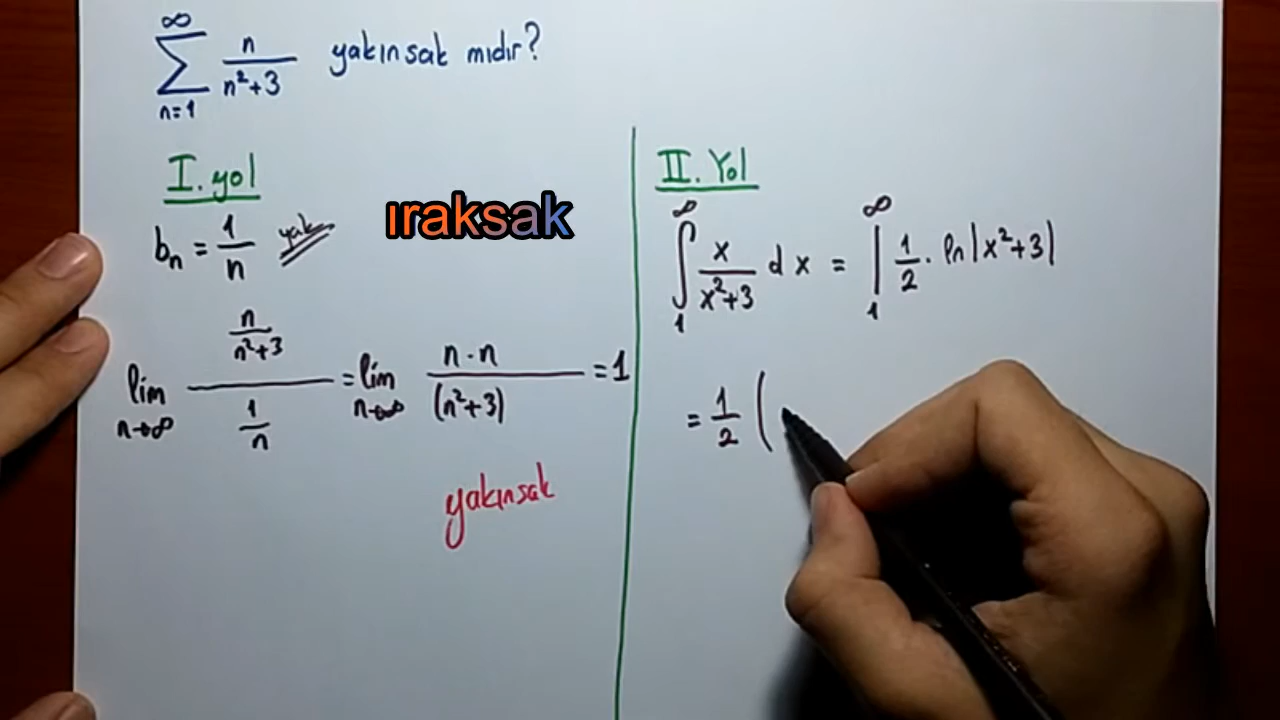 ∞
∑ n/(n²+3) yakınsak mıdır?
n=1
I. yol
bₙ = 1/n yak
ıraksak
lim n→∞ (n/(n²+3))/(1/n) = lim n→∞ n·n/(n²+3) = 1
yakınsak
II. Yol
∫₁^∞ x/(x²+3) dx = |₁^∞ 1/2 · ln|x²+3|
= 1/2 (